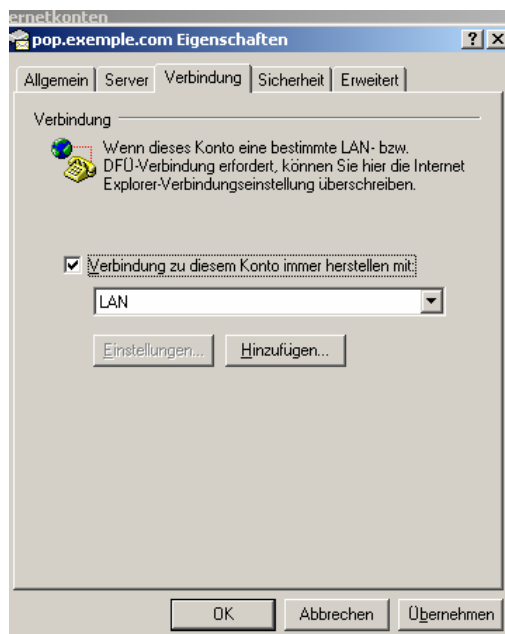 ernetkonten
pop.exemple.com Eigenschaften
Allgemein Server Verbindung Sicherheit Erweitert
Verbindung
Wenn dieses Konto eine bestimmte LAN- bzw.
DFÜ-Verbindung erfordert, können Sie hier die Internet
Explorer-Verbindungseinstellung überschreiben.
Verbindung zu diesem Konto immer herstellen mit:
LAN
Einstellungen... Hinzufügen...
OK Abbrechen Übernehmen